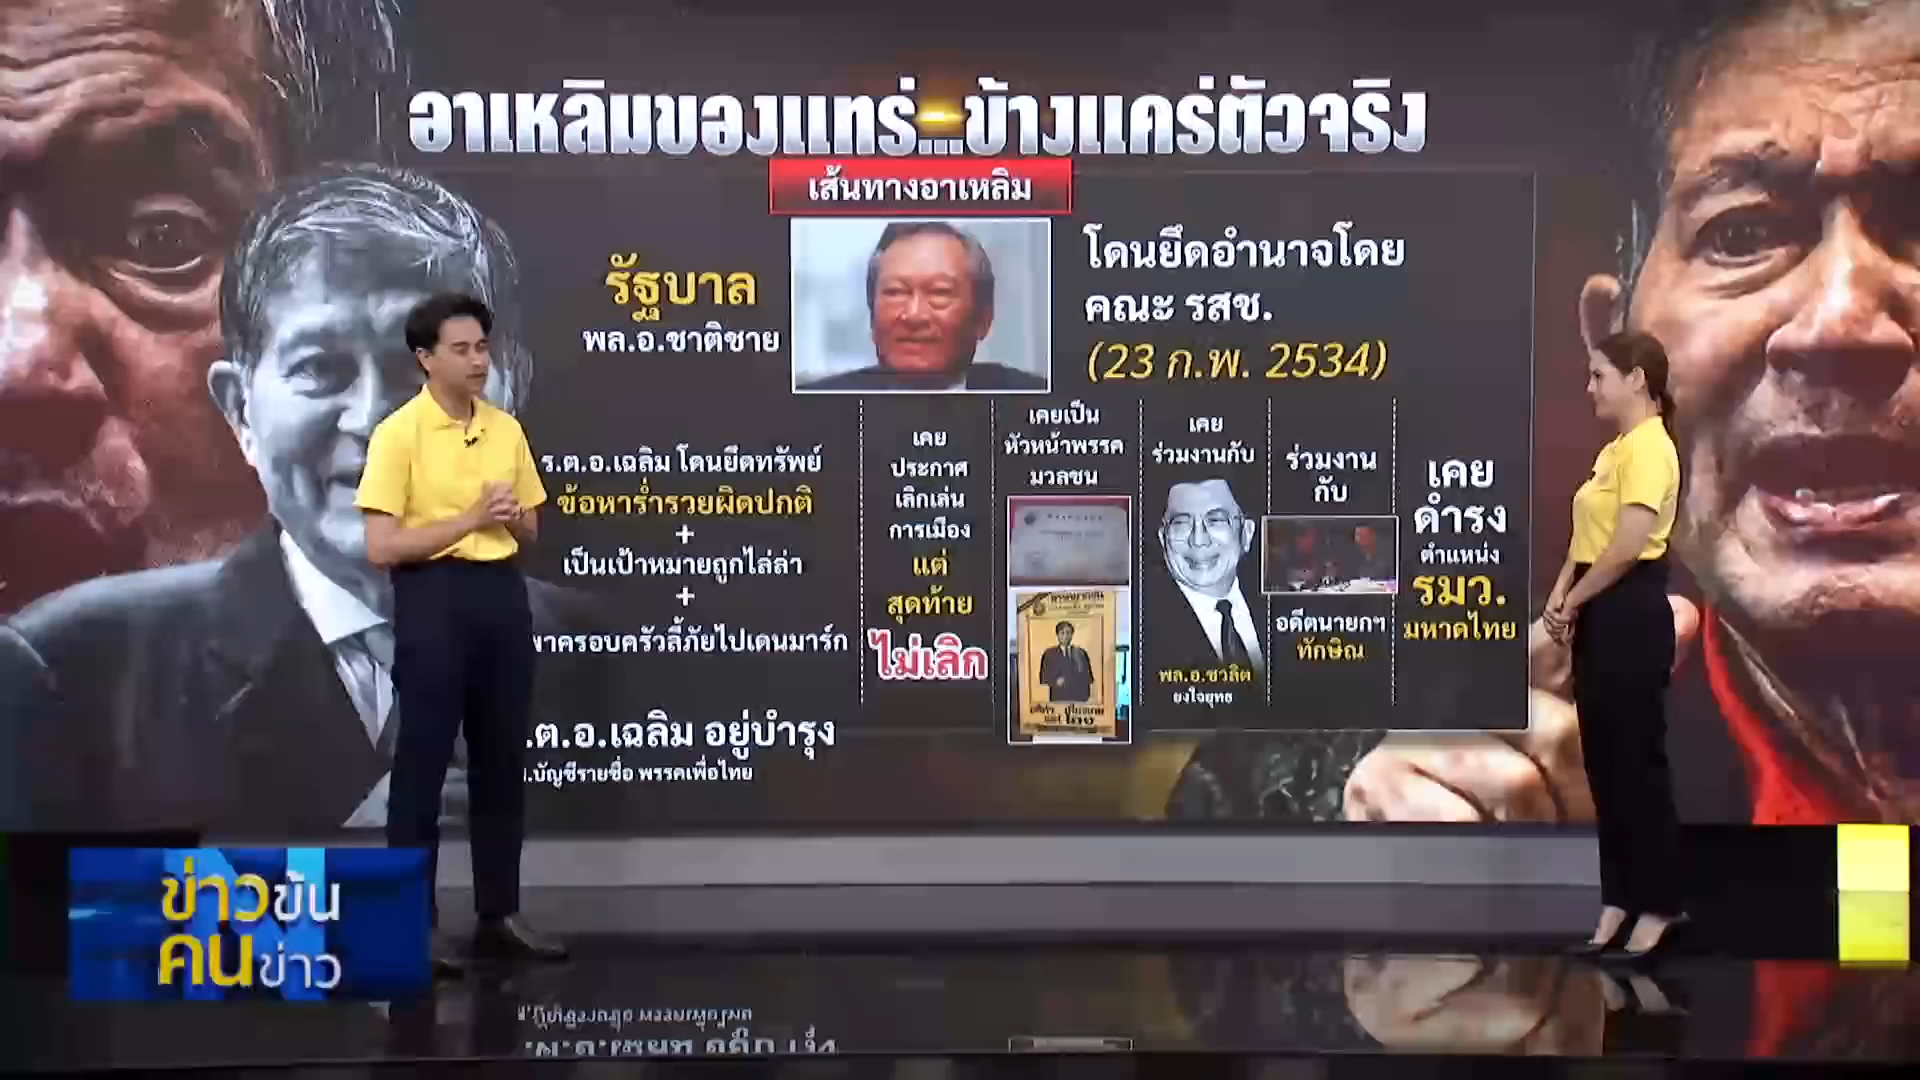 อาเหลิมของแทร่...ข้างแคร่ตัวจริง
เส้นทางอาเหลิม
รัฐบาล
พล.อ.ชาติชาย
โดนยึดอำนาจโดย
คณะ รสช.
(23 ก.พ. 2534)
ร.ต.อ.เฉลิม โดนยึดทรัพย์
ข้อหาร่ำรวยผิดปกติ
+
เป็นเป้าหมายถูกไล่ล่า
+
พาครอบครัวลี้ภัยไปเดนมาร์ก
.ต.อ.เฉลิม อยู่บำรุง
.บัญชีรายชื่อ พรรคเพื่อไทย
เคย
ประกาศ
เลิกเล่น
การเมือง
แต่
สุดท้าย
ไม่เลิก
เคยเป็น
หัวหน้าพรรค
มวลชน
เคย
ร่วมงานกับ
พล.อ.ชวลิต
ยงใจยุทธ
ร่วมงาน
กับ
อดีตนายกฯ
ทักษิณ
เคย
ดำรง
ตำแหน่ง
รมว.
มหาดไทย
ข่าวข้น
คนข่าว